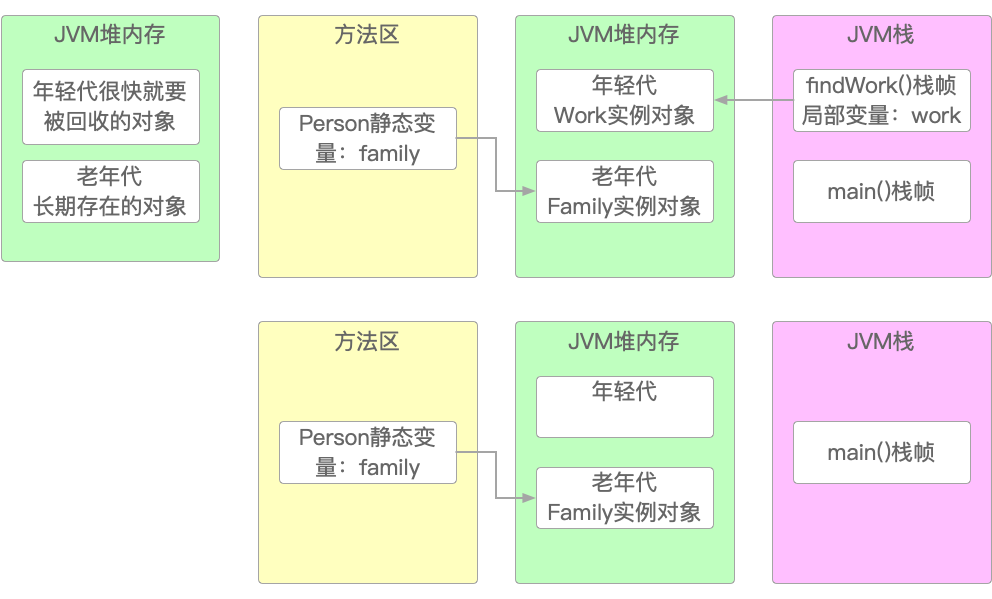 JVM堆内存
年轻代很快就要
被回收的对象
老年代
长期存在的对象
方法区
Person静态变
量：family
JVM堆内存
年轻代
Work实例对象
老年代
Family实例对象
JVM栈
findWork()栈帧
局部变量：work
main()栈帧
方法区
Person静态变
量：family
JVM堆内存
年轻代
老年代
Family实例对象
JVM栈
main()栈帧